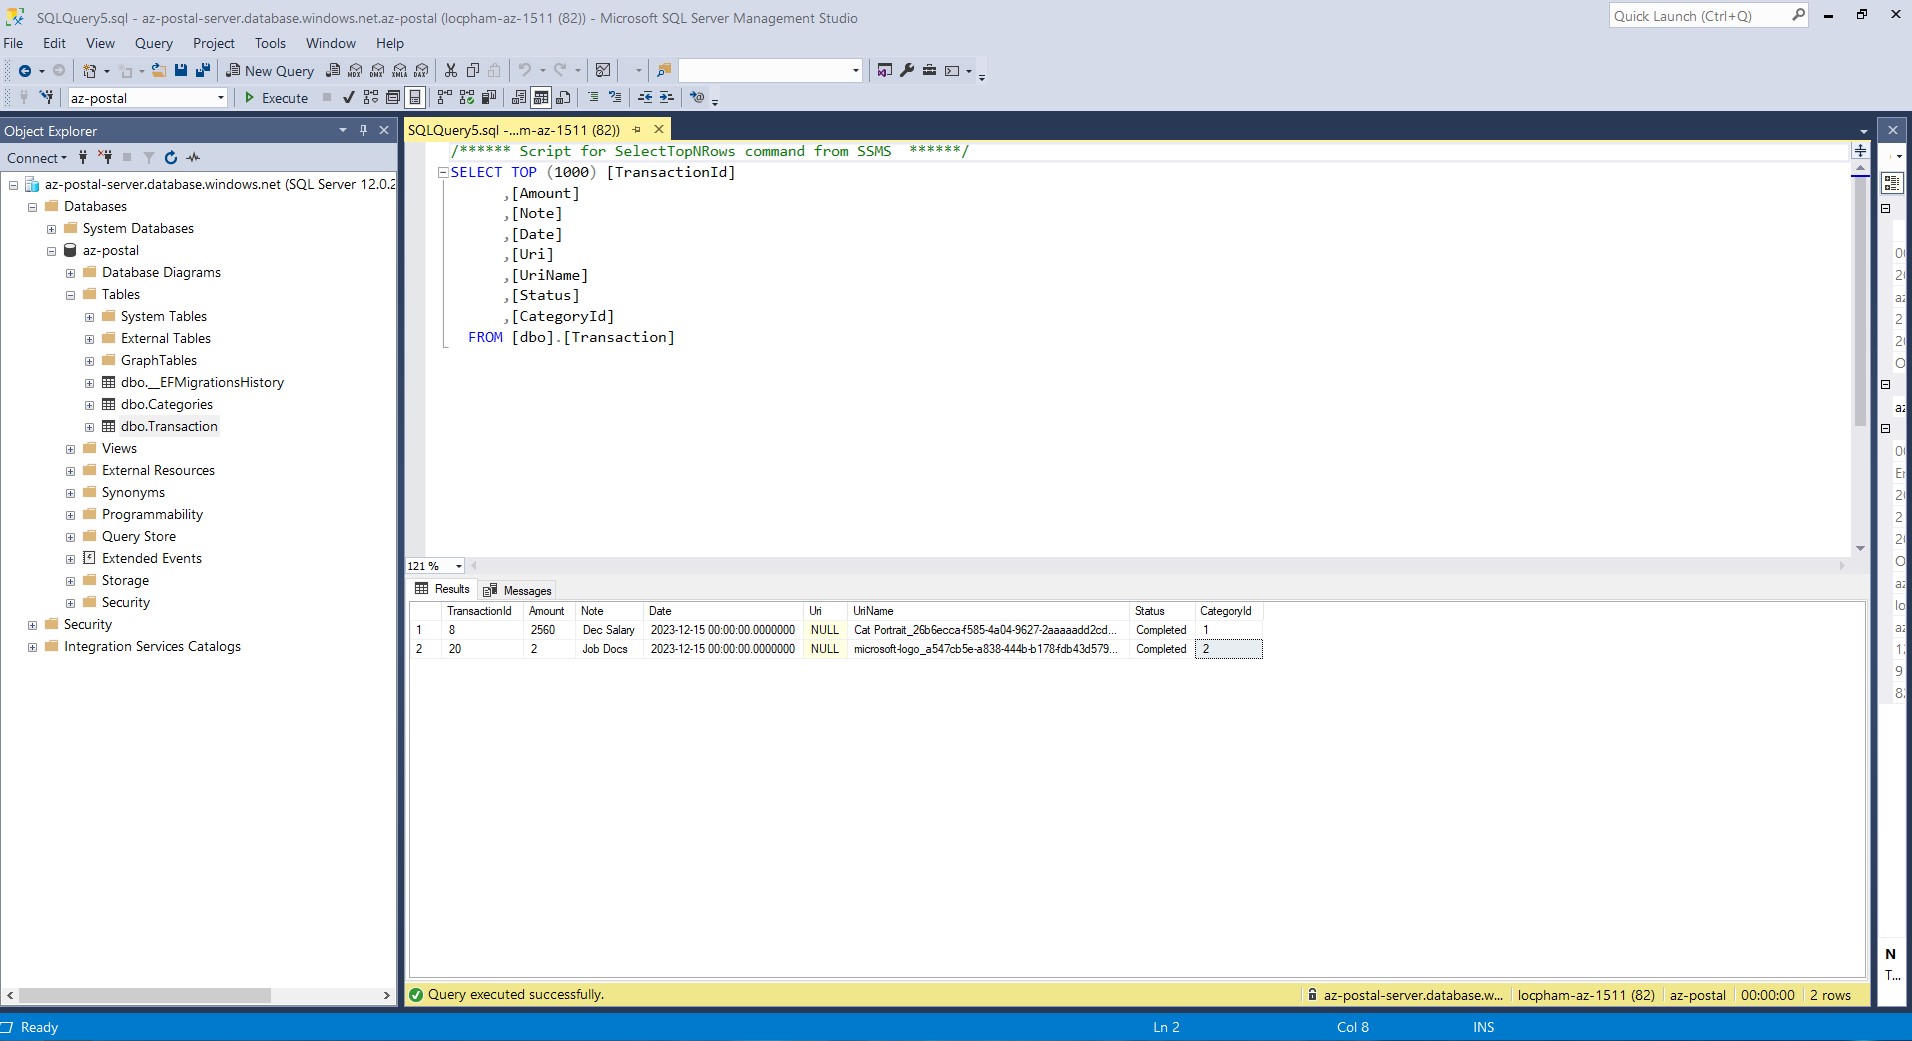 SQLQuery5.sql - az-postal-server.database.windows.net.az-postal (locpham-az-1511 (82)) - Microsoft SQL Server Management Studio
Quick Launch (Ctrl+Q)
File Edit View Query Project Tools Window Help
New Query
MDX DMX XMLA DAX
az-postal
Execute
Object Explorer
Connect
az-postal-server.database.windows.net (SQL Server 12.0.2
Databases
System Databases
az-postal
Database Diagrams
Tables
System Tables
External Tables
GraphTables
dbo.__EFMigrationsHistory
dbo.Categories
dbo.Transaction
Views
External Resources
Synonyms
Programmability
Query Store
Extended Events
Storage
Security
Security
Integration Services Catalogs
SQLQuery5.sql -...m-az-1511 (82))
/****** Script for SelectTopNRows command from SSMS ******/
SELECT TOP (1000) [TransactionId]
,[Amount]
,[Note]
,[Date]
,[Uri]
,[UriName]
,[Status]
,[CategoryId]
FROM [dbo].[Transaction]
121 %
Results Messages
TransactionId Amount Note Date Uri UriName Status CategoryId
1 8 2560 Dec Salary 2023-12-15 00:00:00.0000000 NULL Cat Portrait_26b6ecca-f585-4a04-9627-2aaaaadd2cd... Completed 1
2 20 2 Job Docs 2023-12-15 00:00:00.0000000 NULL microsoft-logo_a547cb5e-a838-444b-b178-fdb43d579... Completed 2
Query executed successfully.
az-postal-server.database.w... locpham-az-1511 (82) az-postal 00:00:00 2 rows
N
T...
Ready
Ln 2 Col 8 INS